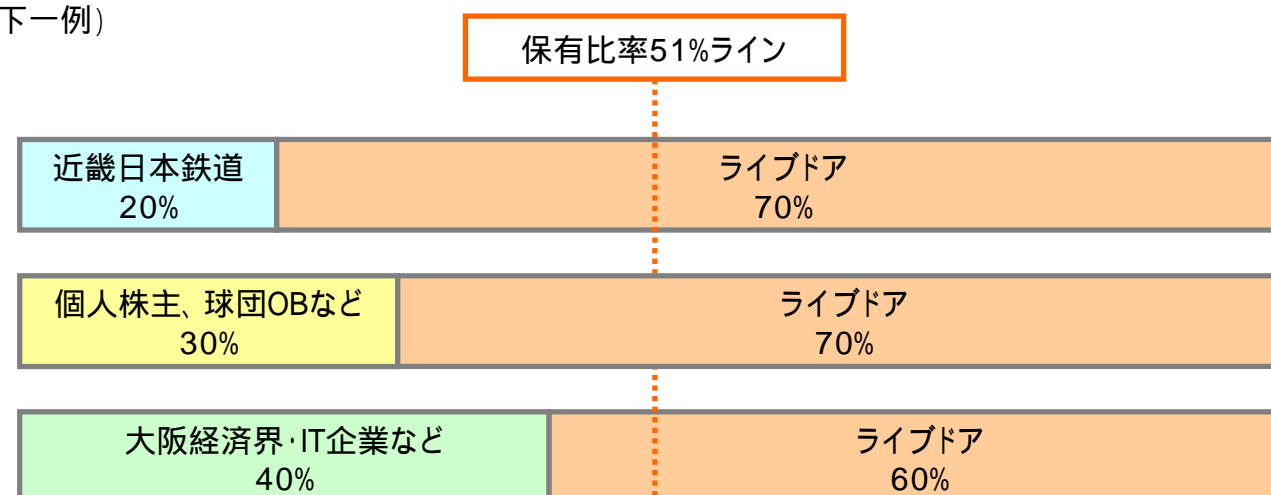 下一例)
保有比率51%ライン
近畿日本鉄道
20%
ライブドア
70%
個人株主、球団OBなど
30%
ライブドア
70%
大阪経済界・IT企業など
40%
ライブドア
60%